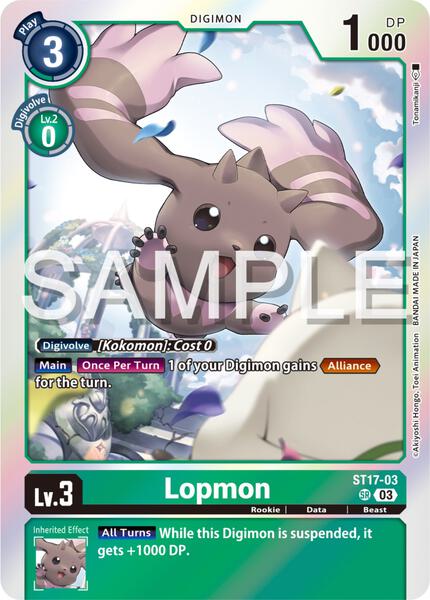 DIGIMON
Play
3
DP
1000
Digivolve
Lv.2
0
Tonamikanji
SAMPLE
©Akiyoshi Hongo, Toei Animation BANDAI MADE IN JAPAN
Digivolve [Kokomon]: Cost 0
Main Once Per Turn 1 of your Digimon gains Alliance
for the turn.
Lv.3
Lopmon
ST17-03
SR 03
Rookie | Data | Beast
Inherited Effect
All Turns While this Digimon is suspended, it
gets +1000 DP.